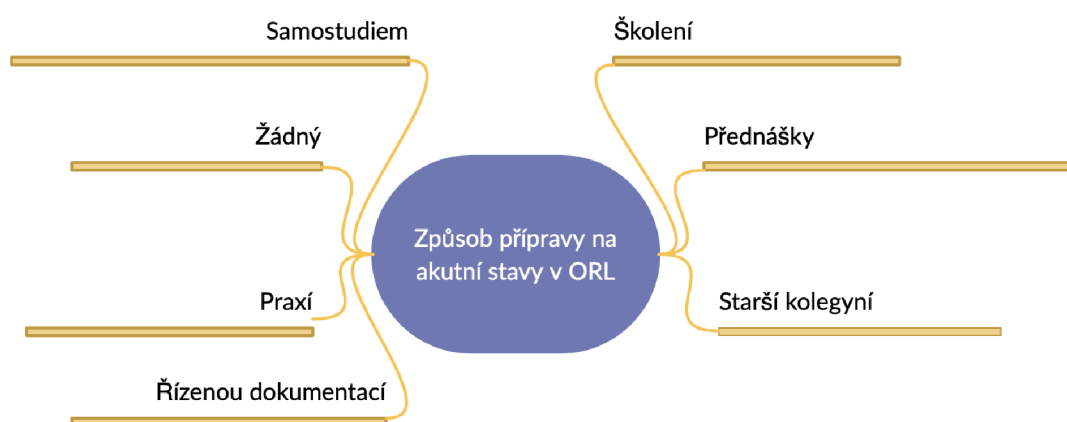 Samostudiem
Školení
Žádný
Přednášky
Způsob přípravy na
akutní stavy v ORL
Praxí
Starší kolegyní
Řízenou dokumentací